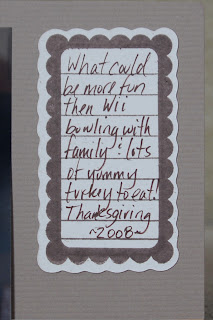 What could
be more fun
then Wii
bowling with
family & lots
of yummy
turkey to eat!
Thanksgiving
~2008~